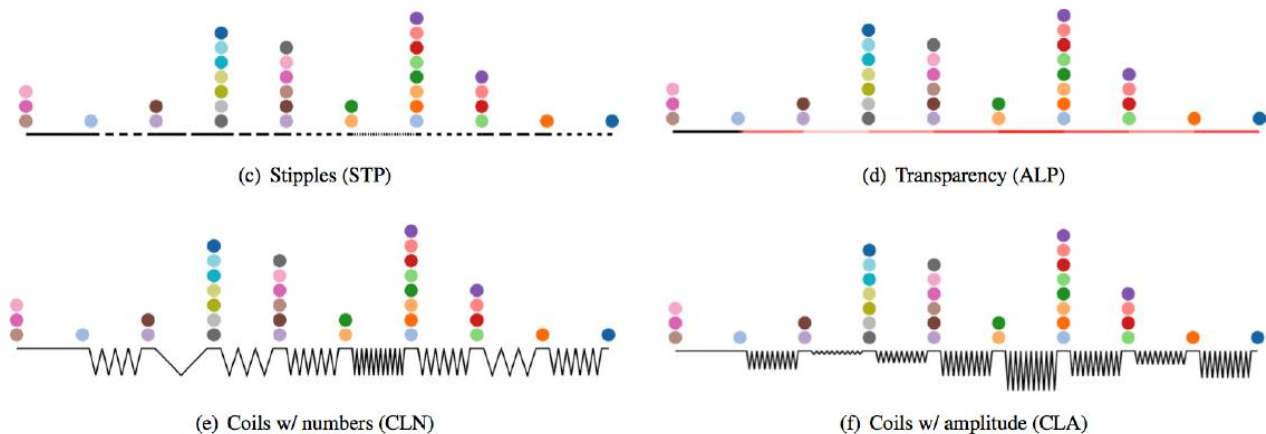 (c) Stipples (STP)
(d) Transparency (ALP)
(e) Coils w/ numbers (CLN)
(f) Coils w/ amplitude (CLA)